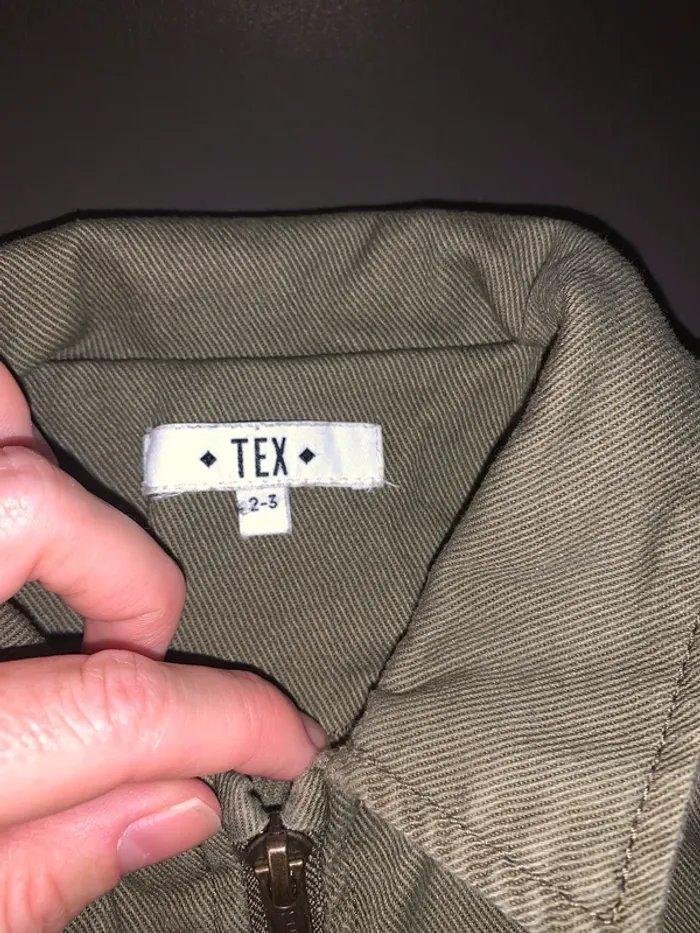 ◆ TEX ◆
2-3